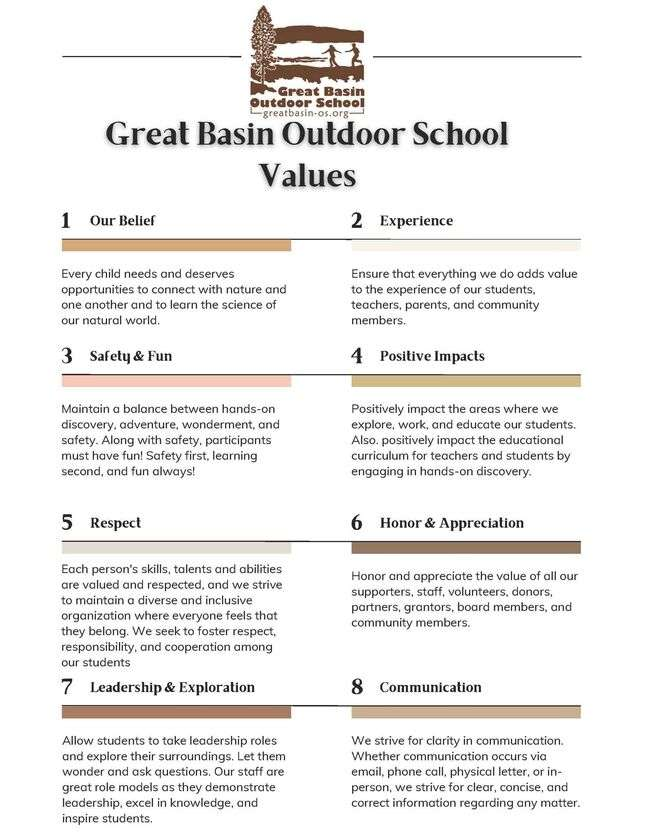 Great Basin
Outdoor School
greatbasin-os.org
Great Basin Outdoor School
Values
1 Our Belief
Every child needs and deserves
opportunities to connect with nature and
one another and to learn the science of
our natural world.
2 Experience
Ensure that everything we do adds value
to the experience of our students,
teachers, parents, and community
members.
3 Safety & Fun
Maintain a balance between hands-on
discovery, adventure, wonderment, and
safety. Along with safety, participants
must have fun! Safety first, learning
second, and fun always!
4 Positive Impacts
Positively impact the areas where we
explore, work, and educate our students.
Also. positively impact the educational
curriculum for teachers and students by
engaging in hands-on discovery.
5 Respect
Each person's skills, talents and abilities
are valued and respected, and we strive
to maintain a diverse and inclusive
organization where everyone feels that
they belong. We seek to foster respect,
responsibility, and cooperation among
our students
6 Honor & Appreciation
Honor and appreciate the value of all our
supporters, staff, volunteers, donors,
partners, grantors, board members, and
community members.
7 Leadership & Exploration
Allow students to take leadership roles
and explore their surroundings. Let them
wonder and ask questions. Our staff are
great role models as they demonstrate
leadership, excel in knowledge, and
inspire students.
8 Communication
We strive for clarity in communication.
Whether communication occurs via
email, phone call, physical letter, or in-
person, we strive for clear, concise, and
correct information regarding any matter.